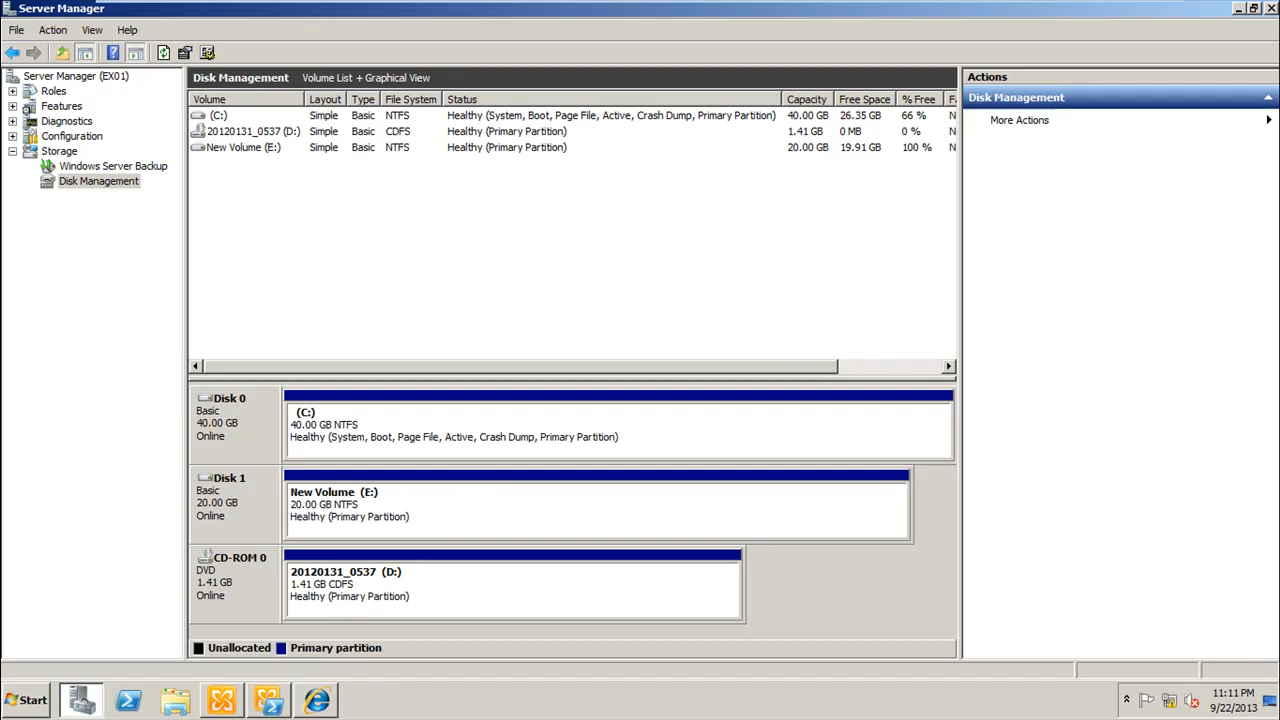 Server Manager
File Action View Help
Server Manager (EX01)
Roles
Features
Diagnostics
Configuration
Storage
Windows Server Backup
Disk Management
Disk Management Volume List + Graphical View
Volume Layout Type File System Status Capacity Free Space % Free F
(C:) Simple Basic NTFS Healthy (System, Boot, Page File, Active, Crash Dump, Primary Partition) 40.00 GB 26.35 GB 66 % N
20120131_0537 (D:) Simple Basic CDFS Healthy (Primary Partition) 1.41 GB 0 MB 0 % N
New Volume (E:) Simple Basic NTFS Healthy (Primary Partition) 20.00 GB 19.91 GB 100 % N
Disk 0
Basic
40.00 GB
Online
(C:)
40.00 GB NTFS
Healthy (System, Boot, Page File, Active, Crash Dump, Primary Partition)
Disk 1
Basic
20.00 GB
Online
New Volume (E:)
20.00 GB NTFS
Healthy (Primary Partition)
CD-ROM 0
DVD
1.41 GB
Online
20120131_0537 (D:)
1.41 GB CDFS
Healthy (Primary Partition)
Unallocated Primary partition
Actions
Disk Management
More Actions
Start
11:11 PM
9/22/2013